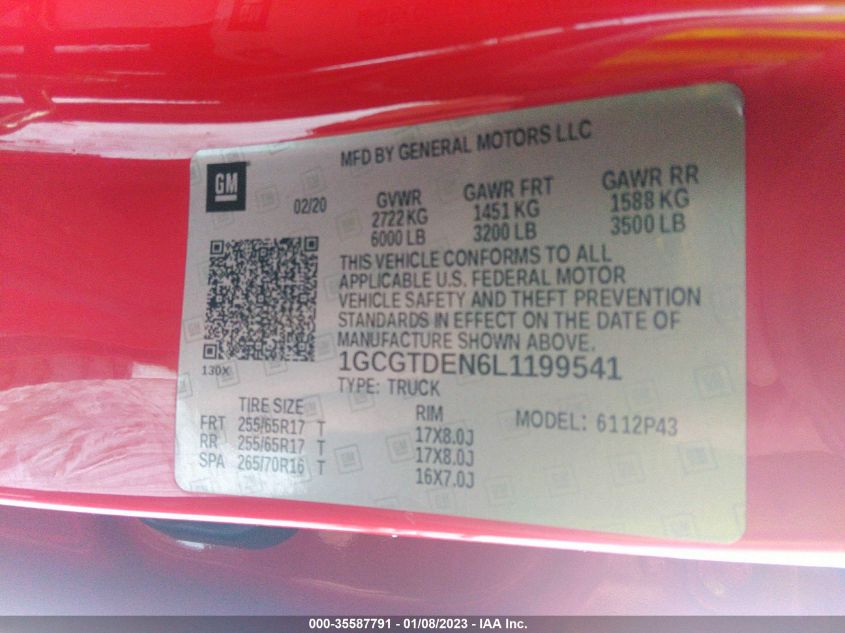 GM
MFD BY GENERAL MOTORS LLC
02/20
GVWR GAWR FRT GAWR RR
2722 KG 1451 KG 1588 KG
6000 LB 3200 LB 3500 LB
THIS VEHICLE CONFORMS TO ALL
APPLICABLE U.S. FEDERAL MOTOR
VEHICLE SAFETY AND THEFT PREVENTION
STANDARDS IN EFFECT ON THE DATE OF
MANUFACTURE SHOWN ABOVE.
130X
1GCGTDEN6L1199541
TYPE: TRUCK
TIRE SIZE RIM MODEL: 6112P43
FRT 255/65R17 T 17X8.0J
RR 255/65R17 T 17X8.0J
SPA 265/70R16 T 16X7.0J
000-35587791 - 01/08/2023 - IAA Inc.